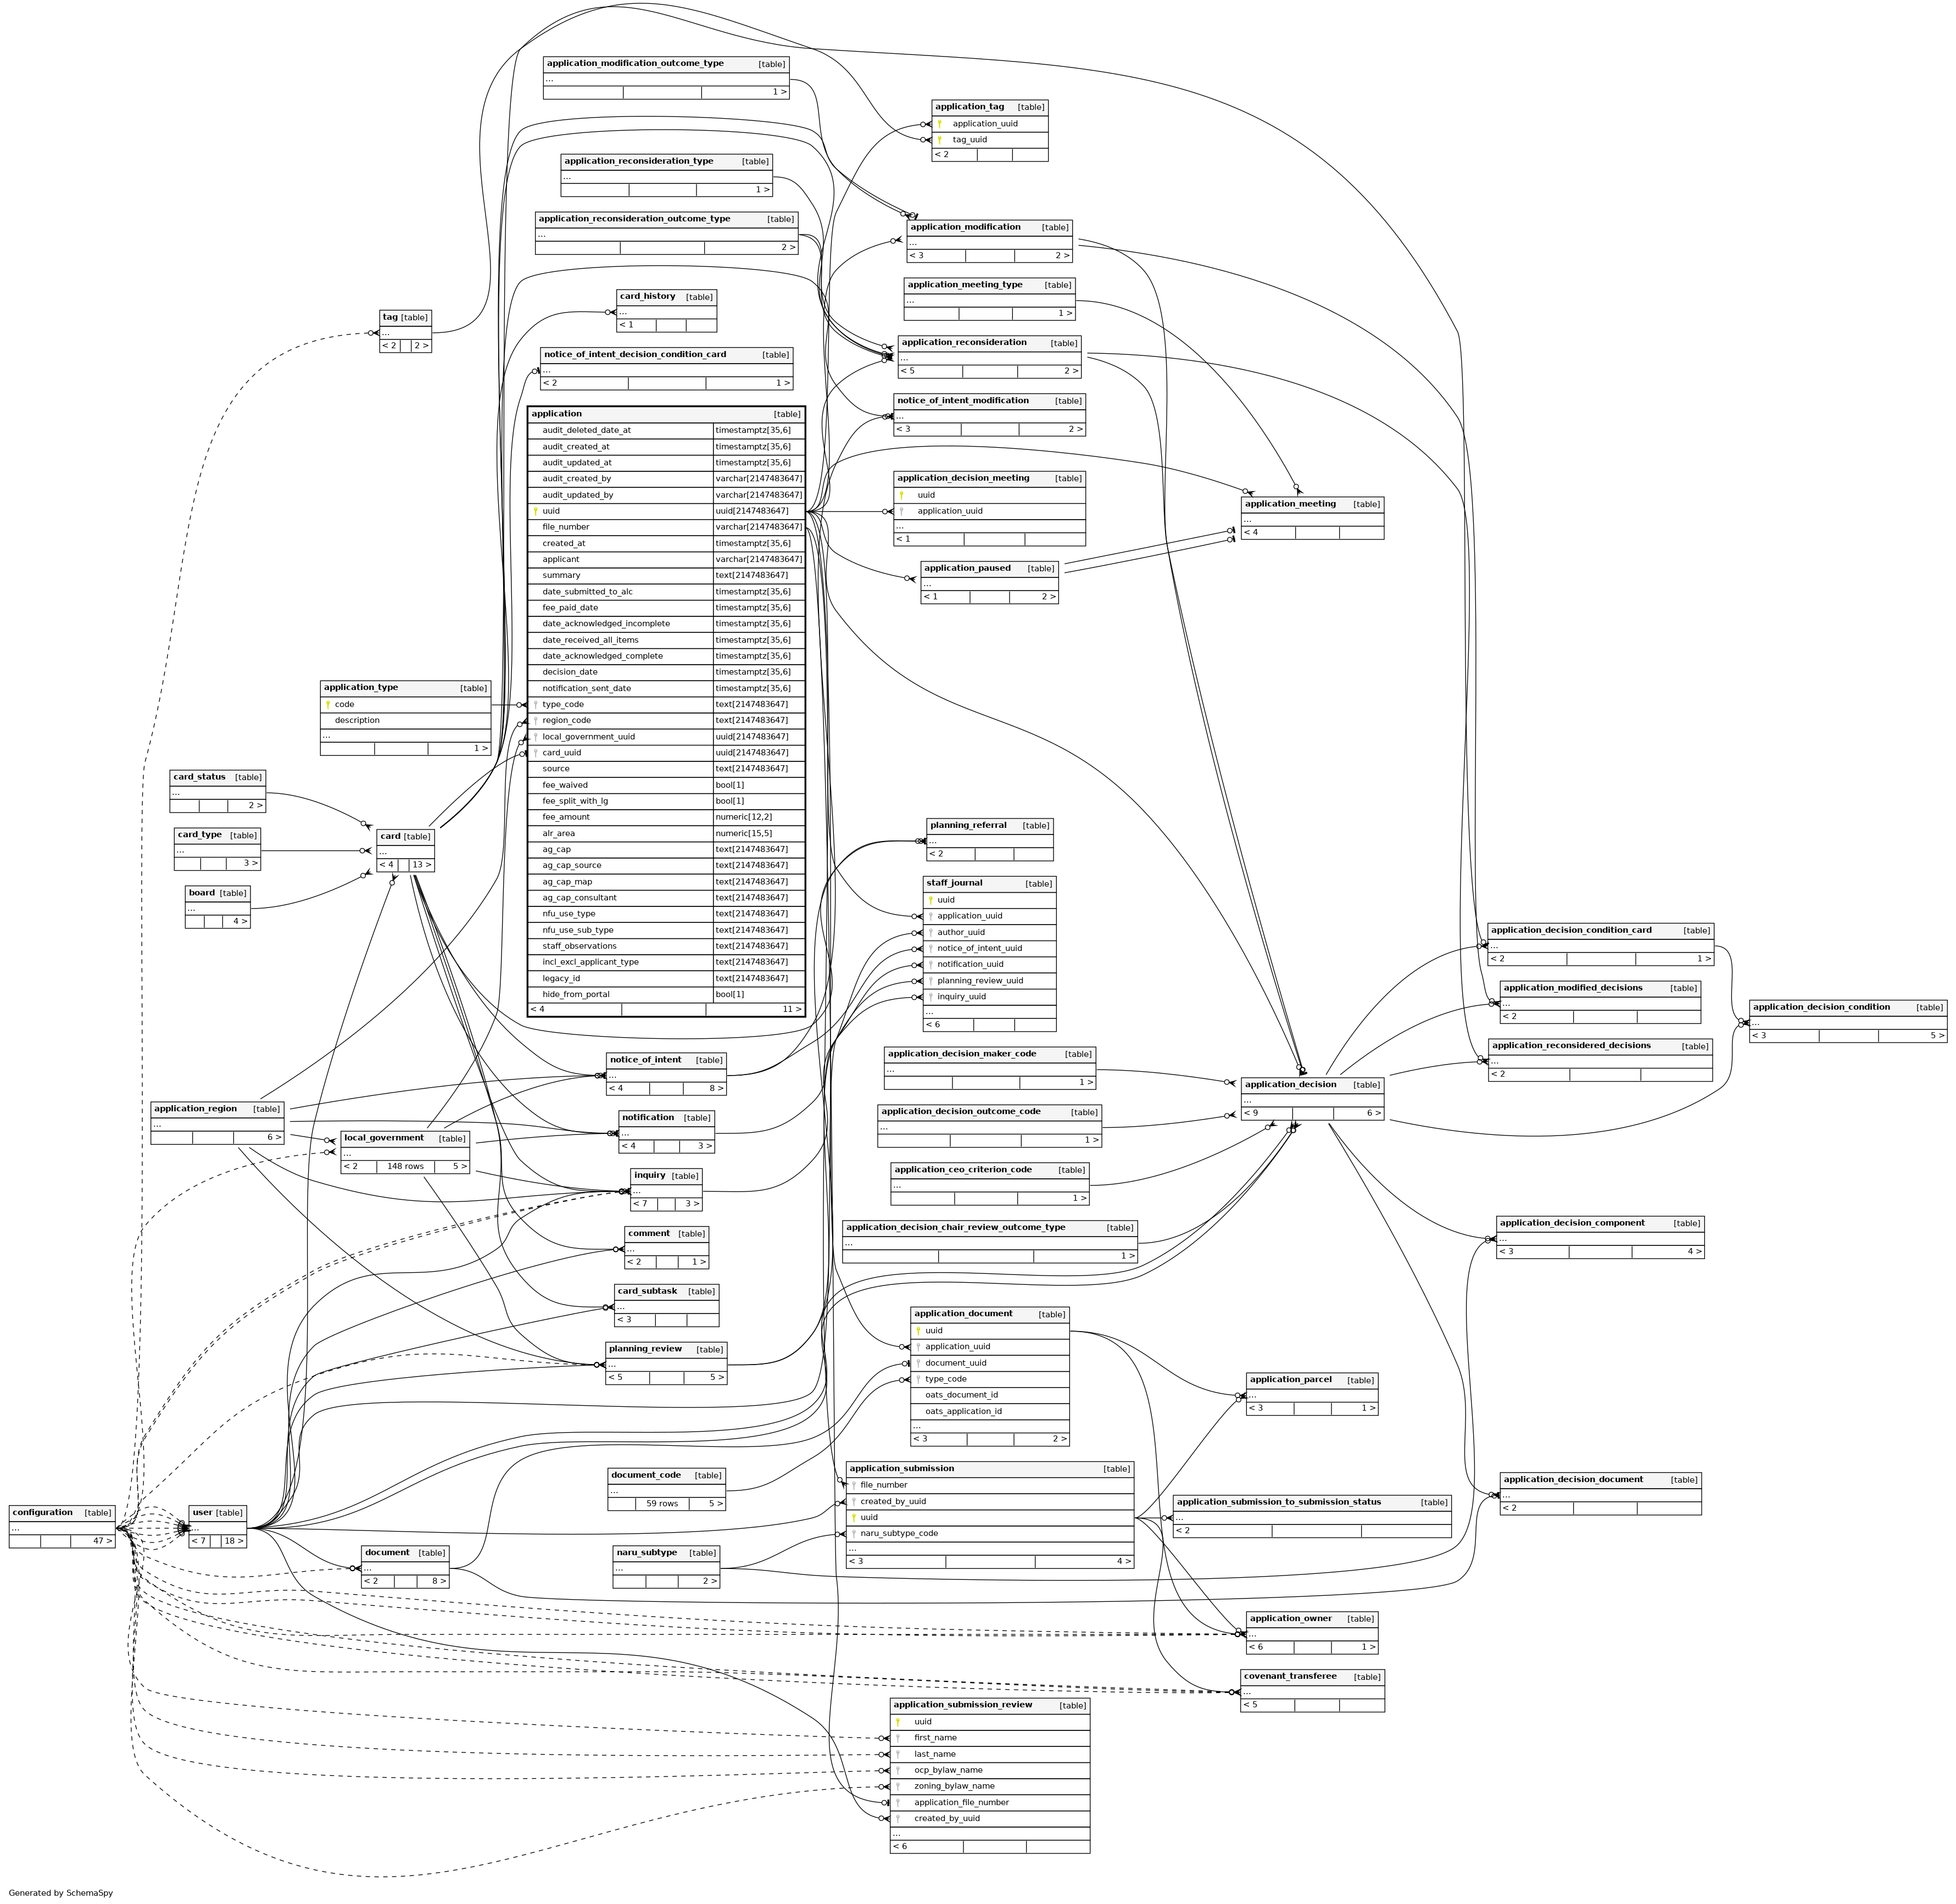 application_modification_outcome_type [table]
...
1 >
application_tag [table]
application_uuid
tag_uuid
< 2
application_reconsideration_type [table]
...
1 >
application_reconsideration_outcome_type [table]
...
2 >
application_modification [table]
...
< 3 2 >
application_meeting_type [table]
...
1 >
card_history [table]
...
< 1
tag [table]
...
< 2 2 >
application_reconsideration [table]
...
< 5 2 >
notice_of_intent_decision_condition_card [table]
...
< 2 1 >
notice_of_intent_modification [table]
...
< 3 2 >
application [table]
audit_deleted_date_at timestamptz[35,6]
audit_created_at timestamptz[35,6]
audit_updated_at timestamptz[35,6]
audit_created_by varchar[2147483647]
audit_updated_by varchar[2147483647]
uuid uuid[2147483647]
file_number varchar[2147483647]
created_at timestamptz[35,6]
applicant varchar[2147483647]
summary text[2147483647]
date_submitted_to_alc timestamptz[35,6]
fee_paid_date timestamptz[35,6]
date_acknowledged_incomplete timestamptz[35,6]
date_received_all_items timestamptz[35,6]
date_acknowledged_complete timestamptz[35,6]
decision_date timestamptz[35,6]
notification_sent_date timestamptz[35,6]
type_code text[2147483647]
region_code text[2147483647]
local_government_uuid uuid[2147483647]
card_uuid uuid[2147483647]
source text[2147483647]
fee_waived bool[1]
fee_split_with_lg bool[1]
fee_amount numeric[12,2]
alr_area numeric[15,5]
ag_cap text[2147483647]
ag_cap_source text[2147483647]
ag_cap_map text[2147483647]
ag_cap_consultant text[2147483647]
nfu_use_type text[2147483647]
nfu_use_sub_type text[2147483647]
staff_observations text[2147483647]
incl_excl_applicant_type text[2147483647]
legacy_id text[2147483647]
hide_from_portal bool[1]
< 4 11 >
application_decision_meeting [table]
uuid
application_uuid
...
< 1
application_meeting [table]
...
< 4
application_paused [table]
...
< 1 2 >
application_type [table]
code
description
...
1 >
card_status [table]
...
2 >
card_type [table]
...
3 >
card [table]
...
< 4 13 >
board [table]
...
4 >
planning_referral [table]
...
< 2
staff_journal [table]
uuid
application_uuid
author_uuid
notice_of_intent_uuid
notification_uuid
planning_review_uuid
inquiry_uuid
...
< 6
application_decision_condition_card [table]
...
< 2 1 >
application_modified_decisions [table]
...
< 2
application_decision_condition [table]
...
< 3 5 >
application_reconsidered_decisions [table]
...
< 2
application_decision_maker_code [table]
...
1 >
notice_of_intent [table]
...
< 4 8 >
application_decision [table]
...
< 9 6 >
application_region [table]
...
6 >
notification [table]
...
< 4 3 >
application_decision_outcome_code [table]
...
1 >
local_government [table]
...
< 2 148 rows 5 >
inquiry [table]
...
< 7 3 >
application_ceo_criterion_code [table]
...
1 >
comment [table]
...
< 2 1 >
application_decision_chair_review_outcome_type [table]
...
1 >
application_decision_component [table]
...
< 3 4 >
card_subtask [table]
...
< 3
application_document [table]
uuid
application_uuid
document_uuid
type_code
oats_document_id
oats_application_id
...
< 3 2 >
planning_review [table]
...
< 5 5 >
application_parcel [table]
...
< 3 1 >
document_code [table]
...
59 rows 5 >
application_submission [table]
file_number
created_by_uuid
uuid
naru_subtype_code
...
< 3 4 >
application_decision_document [table]
...
< 2
application_submission_to_submission_status [table]
...
< 2
configuration [table]
...
47 >
user [table]
...
< 7 18 >
document [table]
...
< 2 8 >
naru_subtype [table]
...
2 >
application_owner [table]
...
< 6 1 >
covenant_transferee [table]
...
< 5
application_submission_review [table]
uuid
first_name
last_name
ocp_bylaw_name
zoning_bylaw_name
application_file_number
created_by_uuid
...
< 6
Generated by SchemaSpy